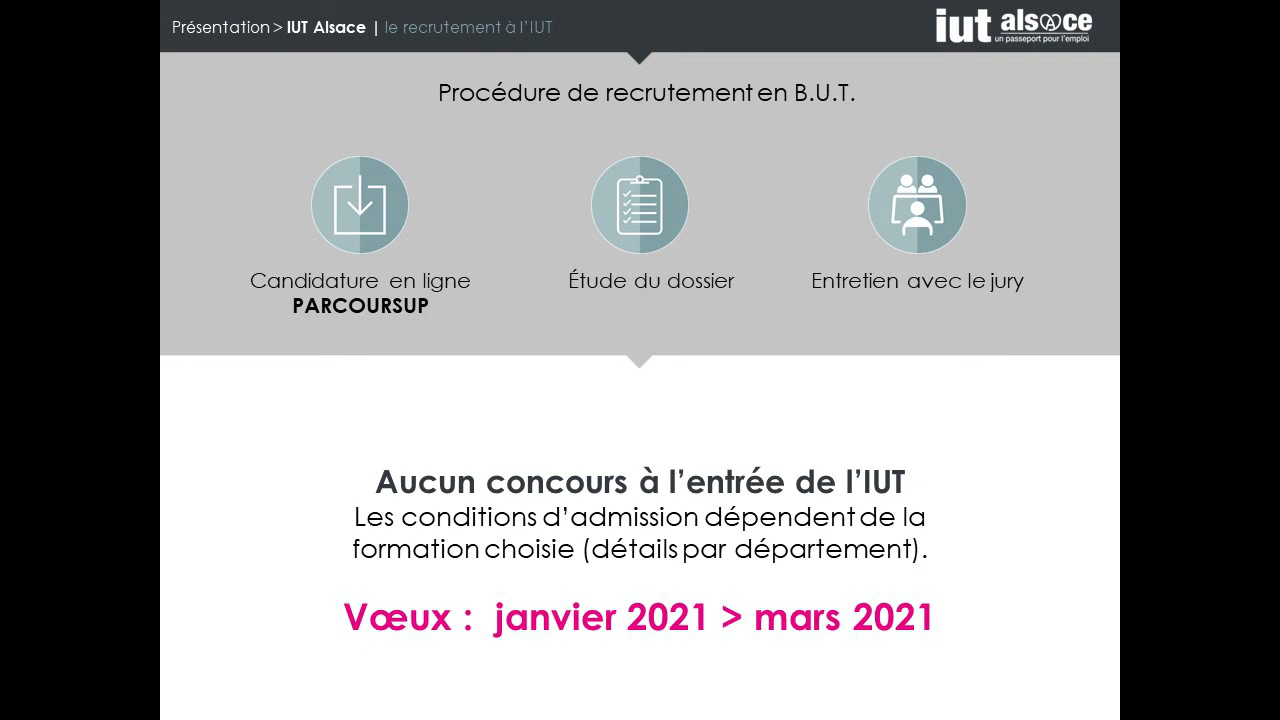 Présentation > IUT Alsace | le recrutement à l’IUT
iut alsace
un passeport pour l'emploi
Procédure de recrutement en B.U.T.
Candidature en ligne
PARCOURSUP
Étude du dossier
Entretien avec le jury
Aucun concours à l’entrée de l’IUT
Les conditions d’admission dépendent de la
formation choisie (détails par département).
Vœux : janvier 2021 > mars 2021